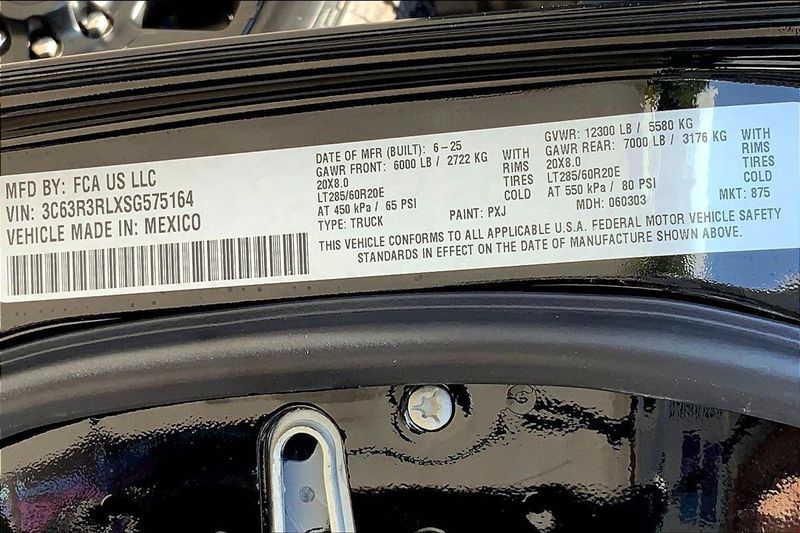 MFD BY: FCA US LLC
VIN: 3C63R3RLXSG575164
VEHICLE MADE IN: MEXICO
DATE OF MFR (BUILT): 6-25
GAWR FRONT: 6000 LB / 2722 KG WITH
20X8.0 RIMS
LT285/60R20E TIRES
AT 450 kPa / 65 PSI COLD
TYPE: TRUCK PAINT: PXJ
GVWR: 12300 LB / 5580 KG
GAWR REAR: 7000 LB / 3176 KG WITH
20X8.0 RIMS
LT285/60R20E TIRES
AT 550 kPa / 80 PSI COLD
MDH: 060303 MKT: 875
THIS VEHICLE CONFORMS TO ALL APPLICABLE U.S.A. FEDERAL MOTOR VEHICLE SAFETY
STANDARDS IN EFFECT ON THE DATE OF MANUFACTURE SHOWN ABOVE.